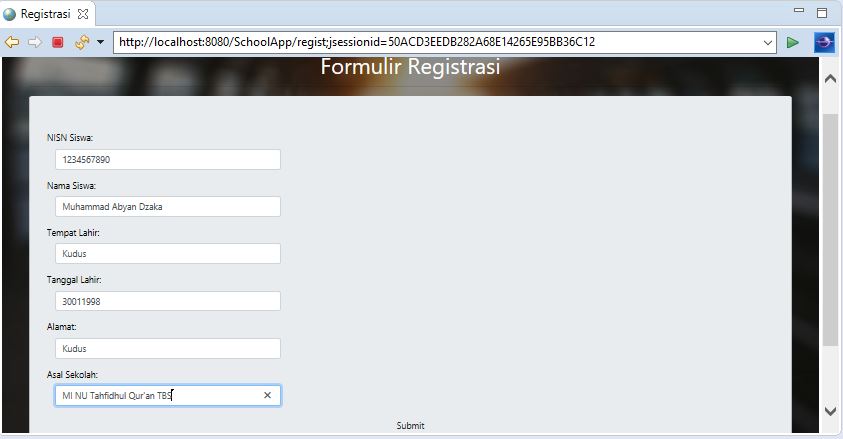 Registrasi
http://localhost:8080/SchoolApp/regist;jsessionid=50ACD3EEDB282A68E14265E95BB36C12
Formulir Registrasi
NISN Siswa:
1234567890
Nama Siswa:
Muhammad Abyan Dzaka
Tempat Lahir:
Kudus
Tanggal Lahir:
30011998
Alamat:
Kudus
Asal Sekolah:
MI NU Tahfidhul Qur'an TBS
Submit